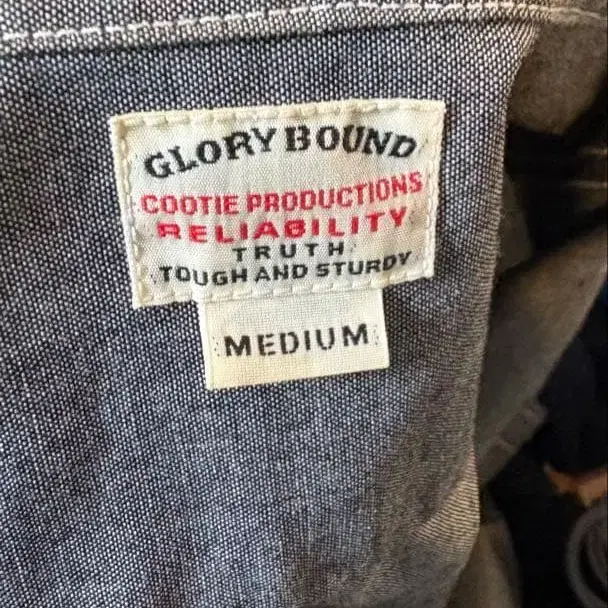 GLORY BOUND
COOTIE PRODUCTIONS
RELIABILITY
TRUTH
TOUGH AND STURDY
MEDIUM